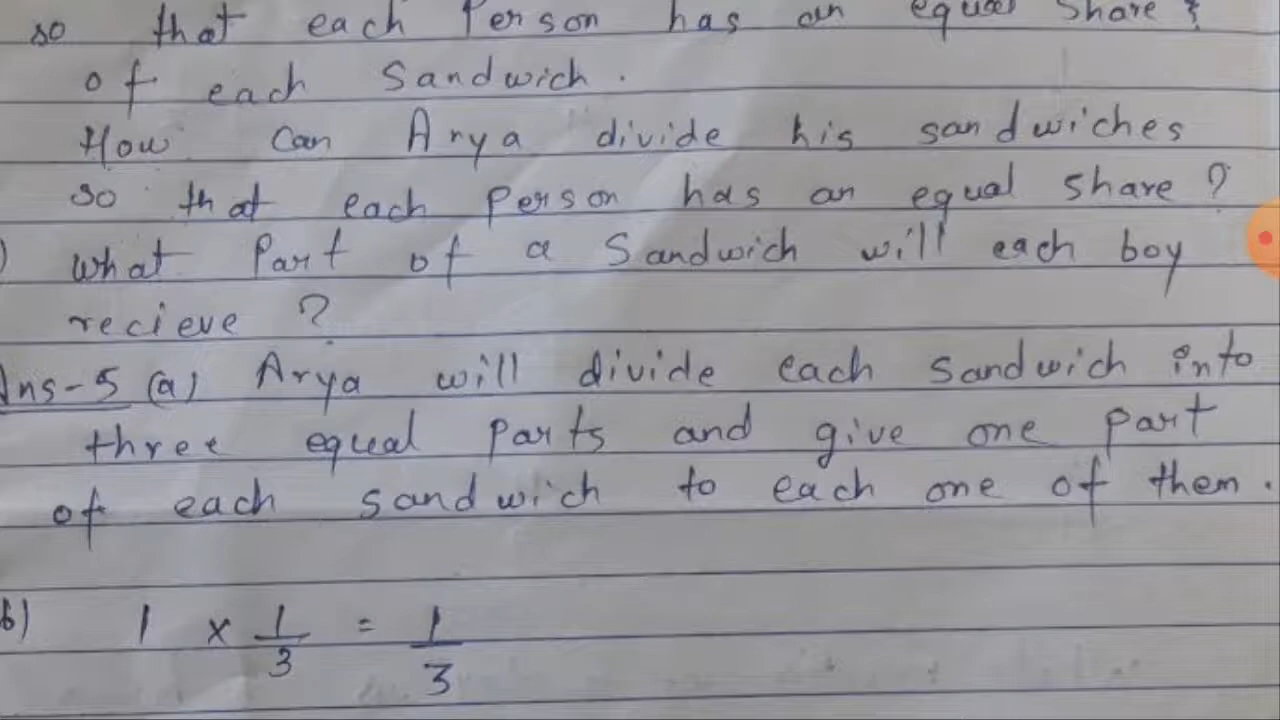 so that each Person has an equal share ?
of each Sandwich .
How can Arya divide his sandwiches
so that each Person has an equal share ?
) what Part of a Sandwich will each boy
recieve ?
Ans-5 (a) Arya will divide each sandwich into
three equal Parts and give one part
of each sandwich to each one of them .
b) 1 × 1/3 = 1/3